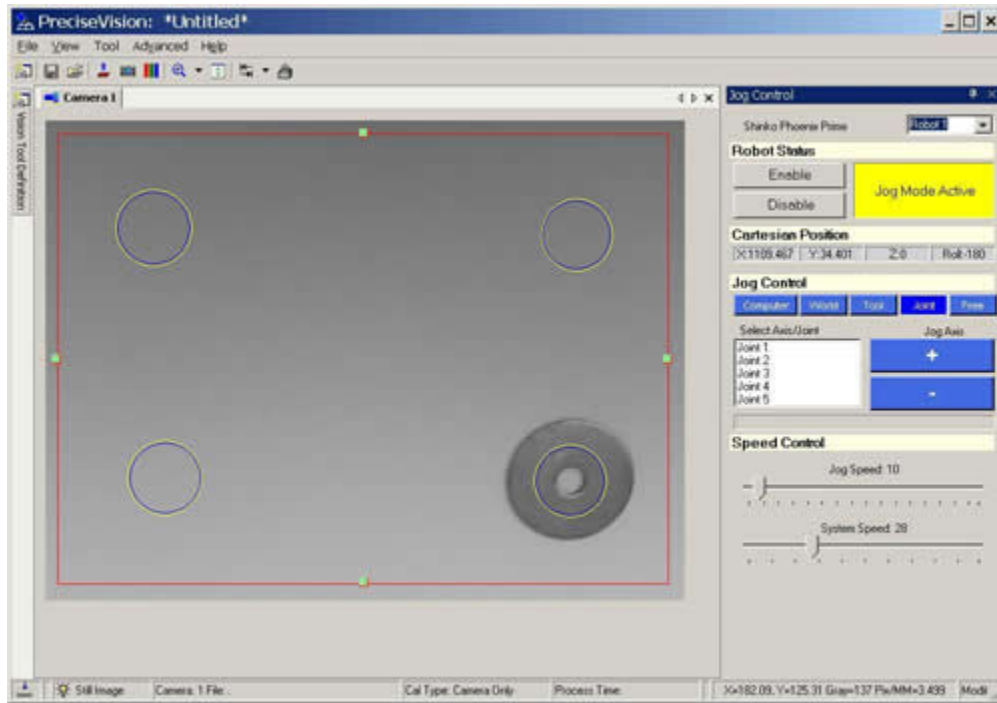 PreciseVision: *Untitled*
File View Tool Advanced Help
Camera 1
Vision Tool Definition
Jog Control
Shinko Phoenix Prime Robot 1
Robot Status
Enable
Disable
Jog Mode Active
Cartesian Position
X:1109.467 Y:34.401 Z:0 Roll:-180
Jog Control
Computer World Tool Joint Free
Select Axis/Joint Jog Axis
Joint 1
Joint 2
Joint 3
Joint 4
Joint 5
+
-
Speed Control
Jog Speed: 10
System Speed: 28
Still Image Camera: 1 File:.. Cal Type: Camera Only Process Time: X=182.09, Y=125.31 Gray=137 Pix/MM=3.499